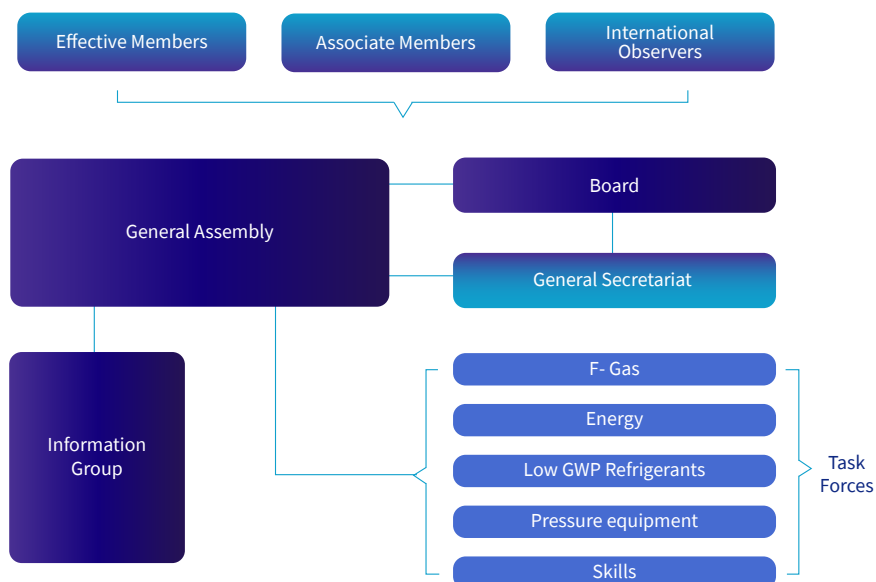 Effective Members
Associate Members
International
Observers
General Assembly
Board
General Secretariat
Information
Group
F- Gas
Energy
Low GWP Refrigerants
Pressure equipment
Skills
Task
Forces